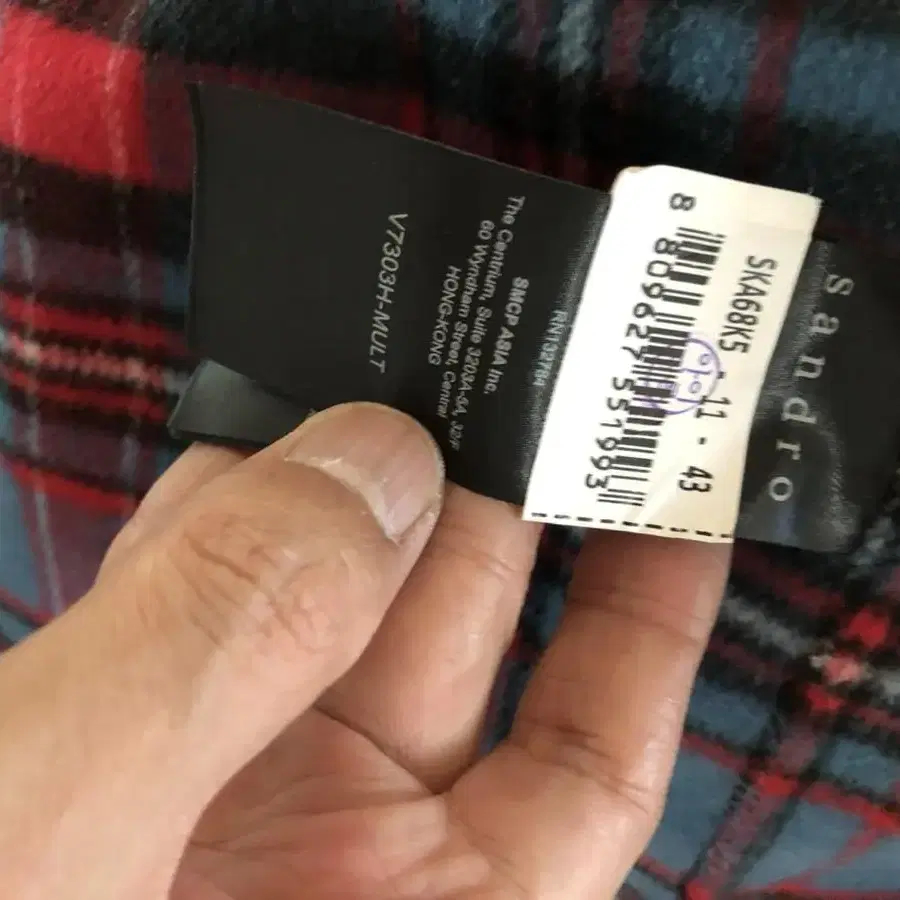 sandro
SKA68K5
11 - 43
8 809627 551993
RN132784
SMCP ASIA Inc.
The Centrium, Suite 3203A-5A, 32/F
60 Wyndham Street, Central
HONG-KONG
V7303H-MULT